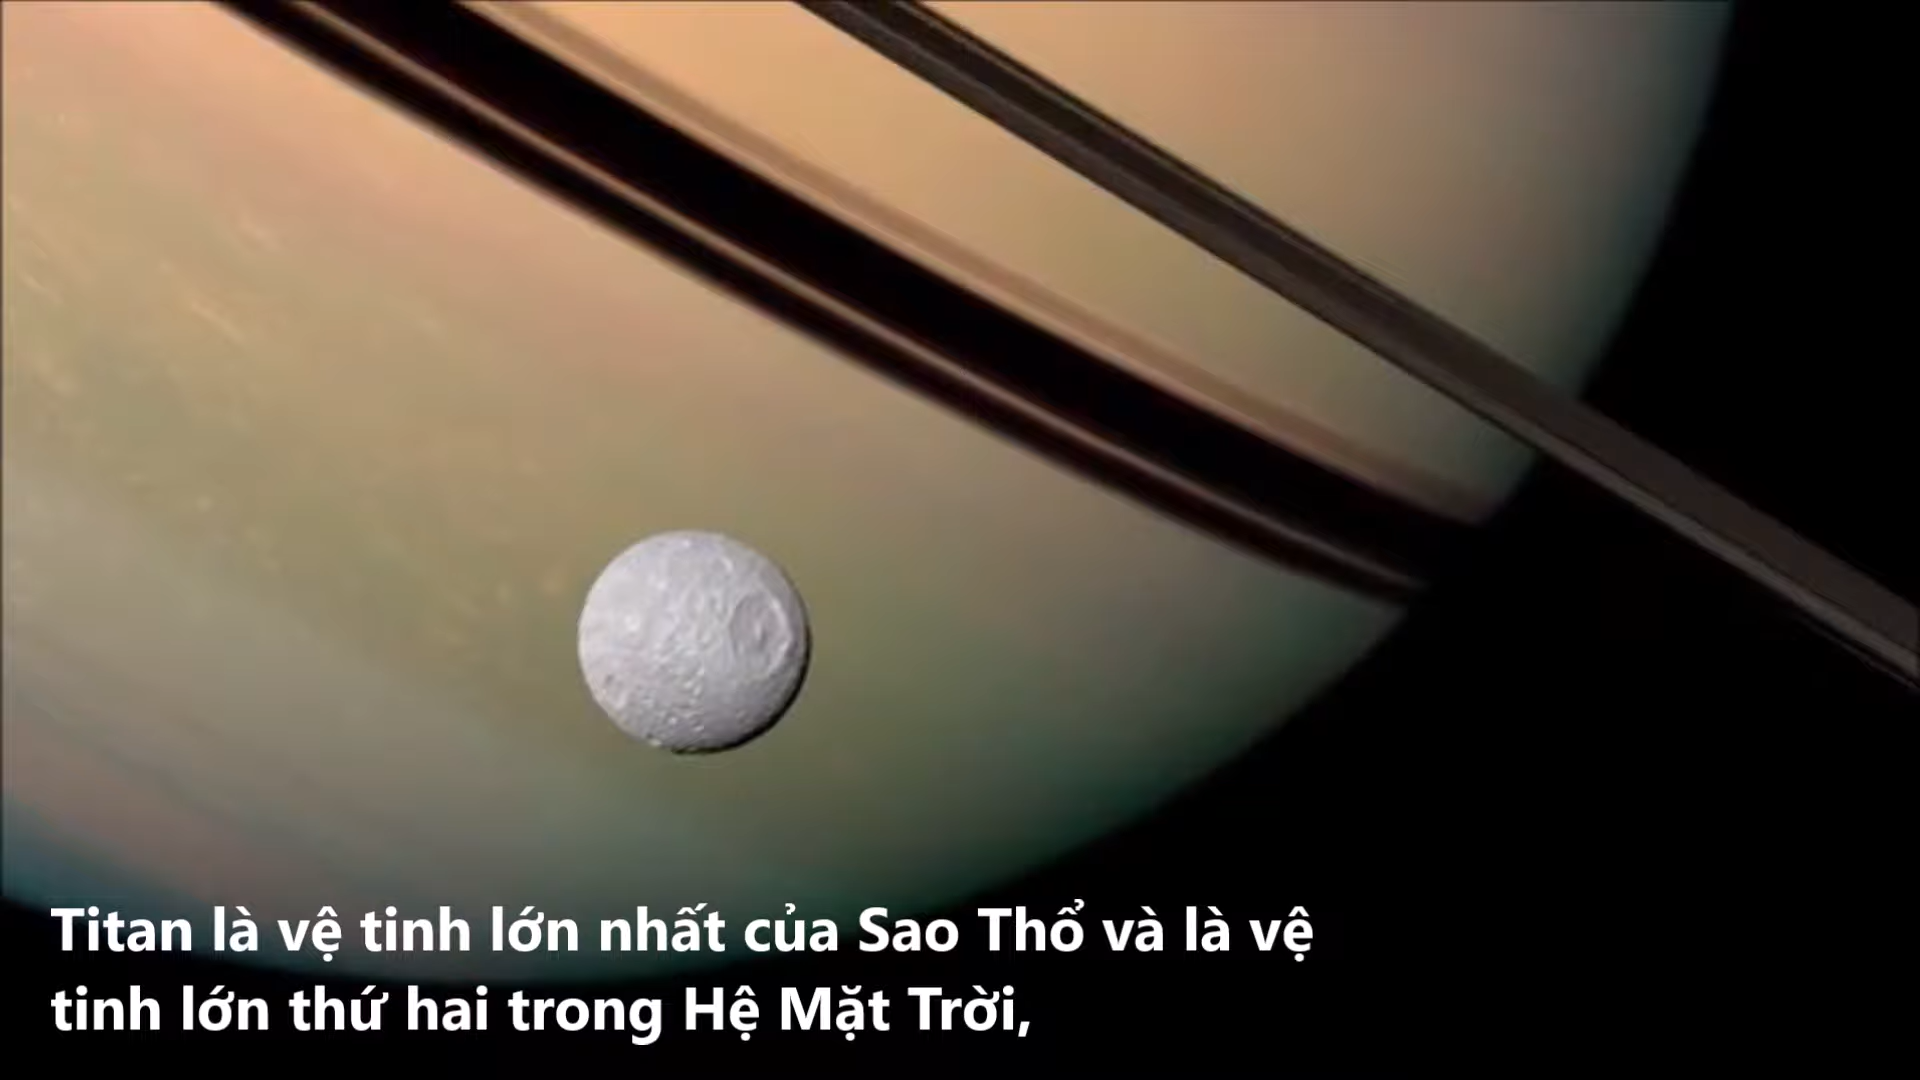 Titan là vệ tinh lớn nhất của Sao Thổ và là vệ
tinh lớn thứ hai trong Hệ Mặt Trời,